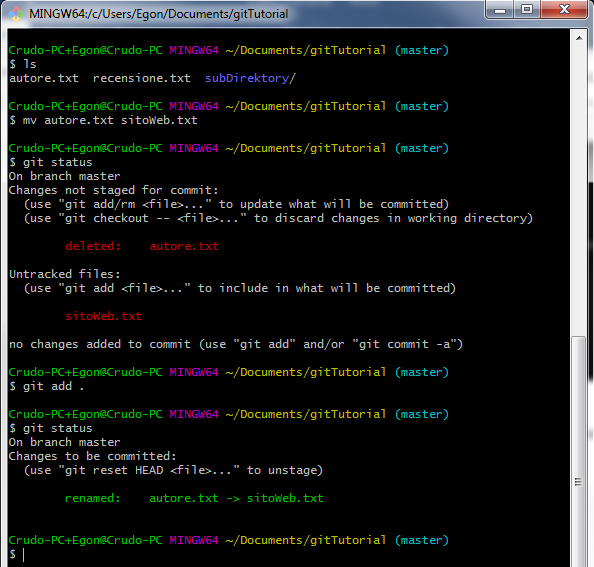 MINGW64:/c/Users/Egon/Documents/gitTutorial
Crudo-PC+Egon@Crudo-PC MINGW64 ~/Documents/gitTutorial (master)
$ ls
autore.txt  recensione.txt  subDirektory/
Crudo-PC+Egon@Crudo-PC MINGW64 ~/Documents/gitTutorial (master)
$ mv autore.txt sitoWeb.txt
Crudo-PC+Egon@Crudo-PC MINGW64 ~/Documents/gitTutorial (master)
$ git status
On branch master
Changes not staged for commit:
  (use "git add/rm <file>..." to update what will be committed)
  (use "git checkout -- <file>..." to discard changes in working directory)
        deleted:    autore.txt
Untracked files:
  (use "git add <file>..." to include in what will be committed)
        sitoWeb.txt
no changes added to commit (use "git add" and/or "git commit -a")
Crudo-PC+Egon@Crudo-PC MINGW64 ~/Documents/gitTutorial (master)
$ git add .
Crudo-PC+Egon@Crudo-PC MINGW64 ~/Documents/gitTutorial (master)
$ git status
On branch master
Changes to be committed:
  (use "git reset HEAD <file>..." to unstage)
        renamed:    autore.txt -> sitoWeb.txt
Crudo-PC+Egon@Crudo-PC MINGW64 ~/Documents/gitTutorial (master)
$